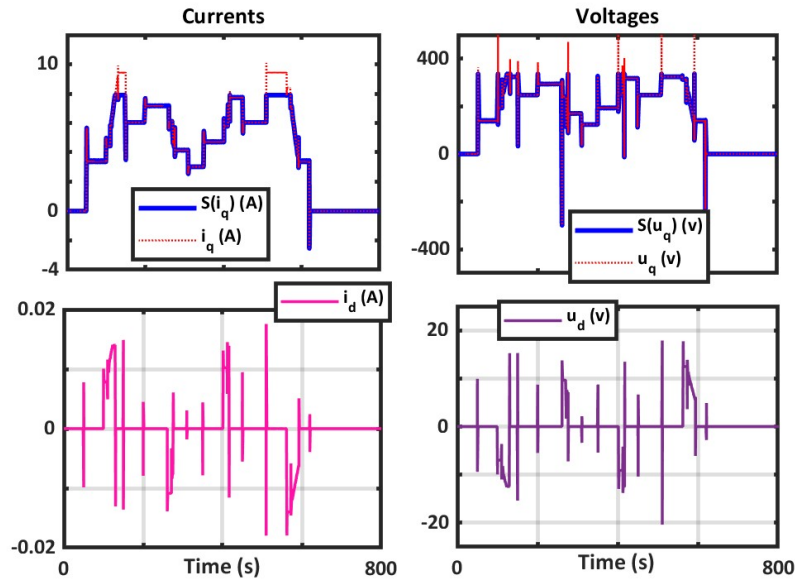 Currents
Voltages
10
0
-4
S(i_q) (A)
i_q (A)
400
0
-400
S(u_q) (v)
u_q (v)
0.02
0
-0.02
i_d (A)
0
Time (s)
800
20
0
-20
u_d (v)
0
Time (s)
800